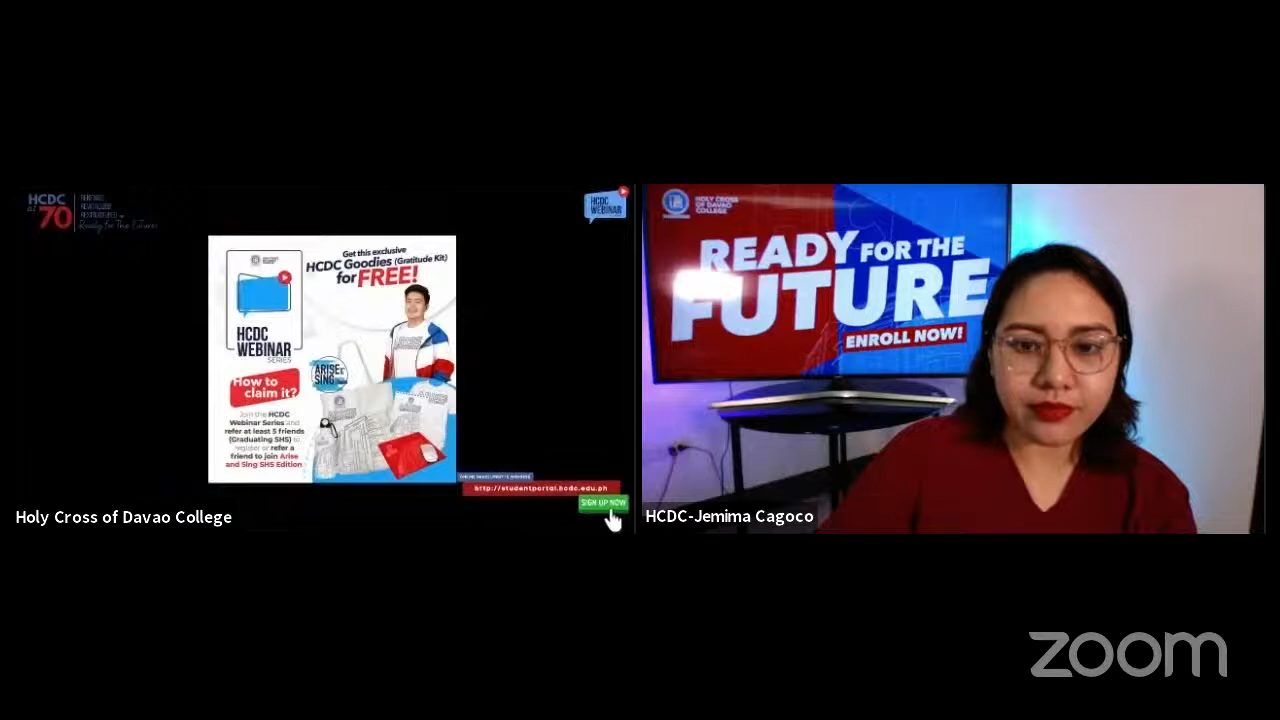 HCDC
at 70
Ready for the Future
HCDC
WEBINAR
Get this exclusive
HCDC Goodies (Gratitude Kit)
for FREE!
HCDC
WEBINAR
SERIES
ARISE &
SING
How to
claim it?
Join the HCDC
Webinar Series and
refer at least 5 friends
(Graduating SHS) to
register or refer a
friend to join Arise
and Sing SHS Edition
http://studentportal.hcdc.edu.ph
SIGN UP NOW
Holy Cross of Davao College
HOLY CROSS
OF DAVAO
COLLEGE
READY FOR THE
FUTURE
ENROLL NOW!
HCDC-Jemima Cagoco
zoom